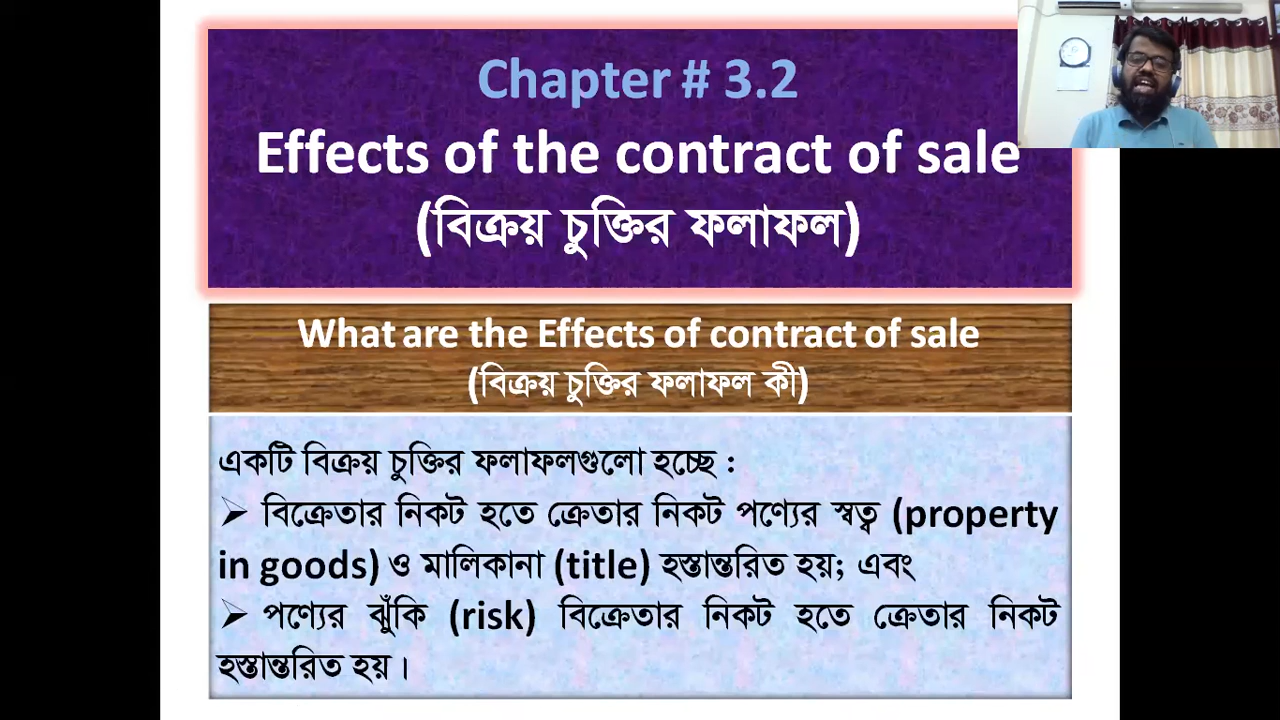 Chapter # 3.2
Effects of the contract of sale
(বিক্রয় চুক্তির ফলাফল)
What are the Effects of contract of sale
(বিক্রয় চুক্তির ফলাফল কী)
একটি বিক্রয় চুক্তির ফলাফলগুলো হচ্ছে :
➢ বিক্রেতার নিকট হতে ক্রেতার নিকট পণ্যের স্বত্ব (property
in goods) ও মালিকানা (title) হস্তান্তরিত হয়; এবং
➢ পণ্যের ঝুঁকি (risk) বিক্রেতার নিকট হতে ক্রেতার নিকট
হস্তান্তরিত হয়।